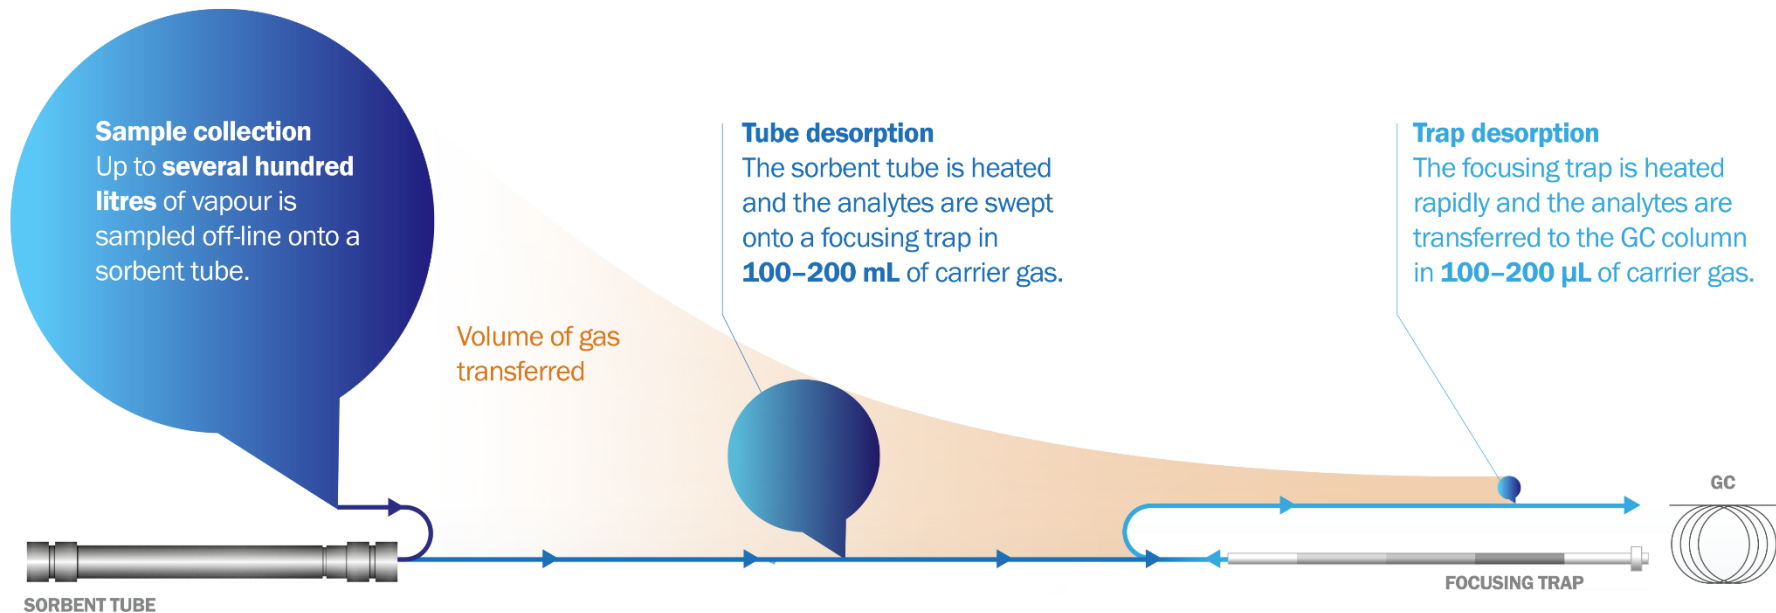 Sample collection
Up to several hundred
litres of vapour is
sampled off-line onto a
sorbent tube.
Volume of gas
transferred
Tube desorption
The sorbent tube is heated
and the analytes are swept
onto a focusing trap in
100–200 mL of carrier gas.
Trap desorption
The focusing trap is heated
rapidly and the analytes are
transferred to the GC column
in 100–200 µL of carrier gas.
GC
FOCUSING TRAP
SORBENT TUBE